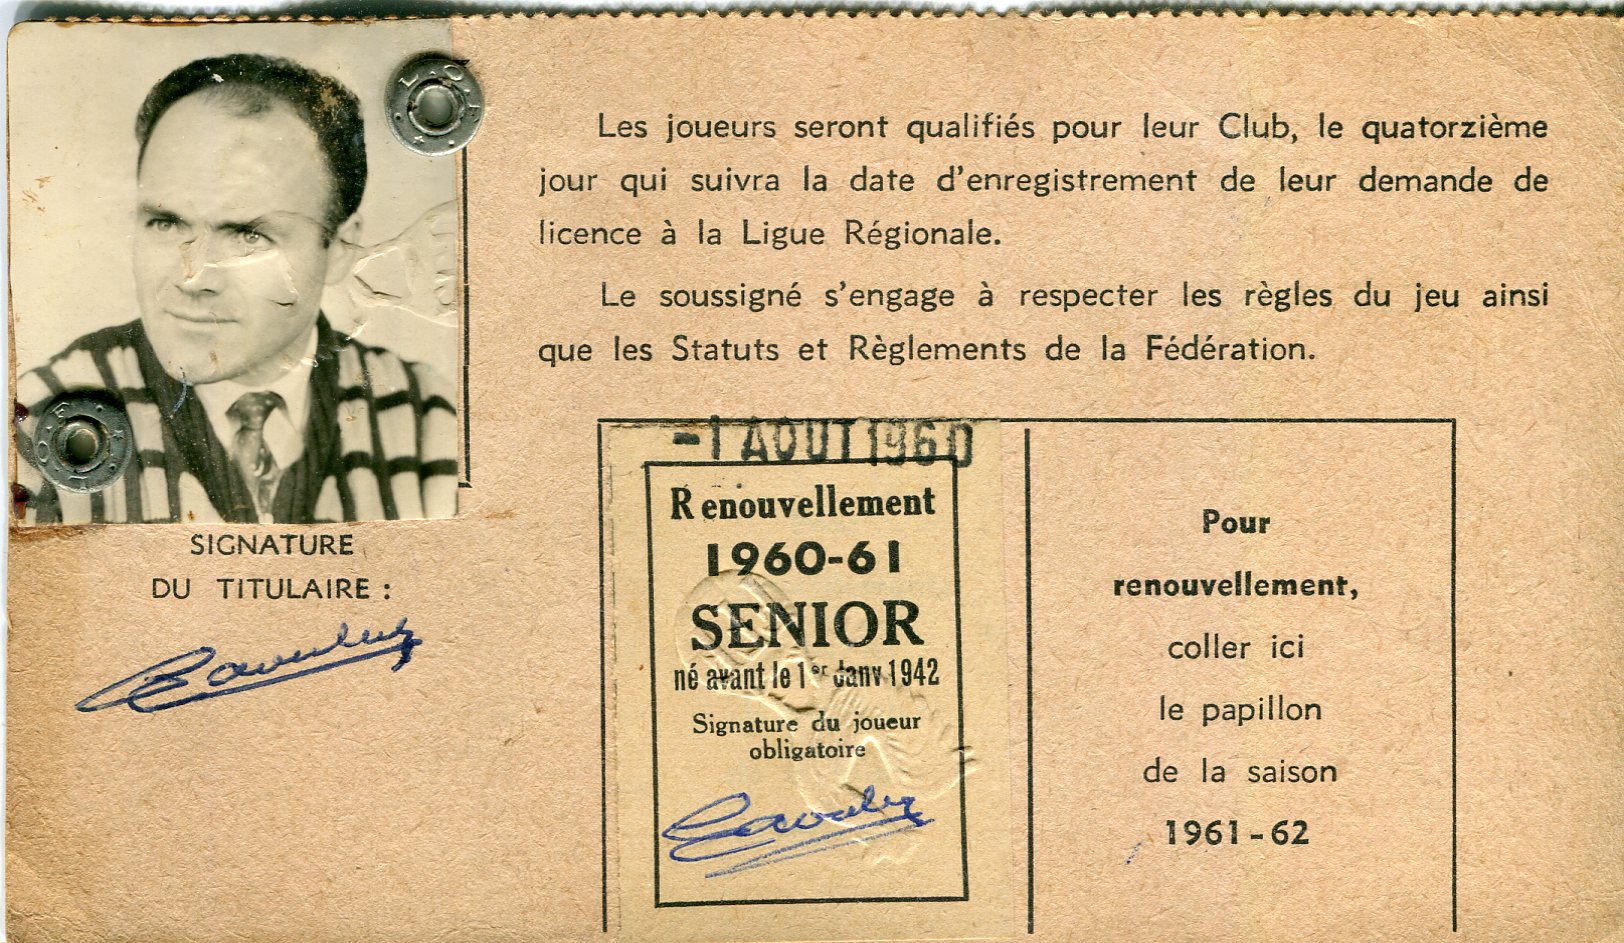 L.O.F.
L.O.F.
Les joueurs seront qualifiés pour leur Club, le quatorzième
jour qui suivra la date d'enregistrement de leur demande de
licence à la Ligue Régionale.
Le soussigné s'engage à respecter les règles du jeu ainsi
que les Statuts et Règlements de la Fédération.
SIGNATURE
DU TITULAIRE :
-1 AOUT 1960
Renouvellement
1960-61
SENIOR
né avant le 1er Janv 1942
Signature du joueur
obligatoire
Pour
renouvellement,
coller ici
le papillon
de la saison
1961-62